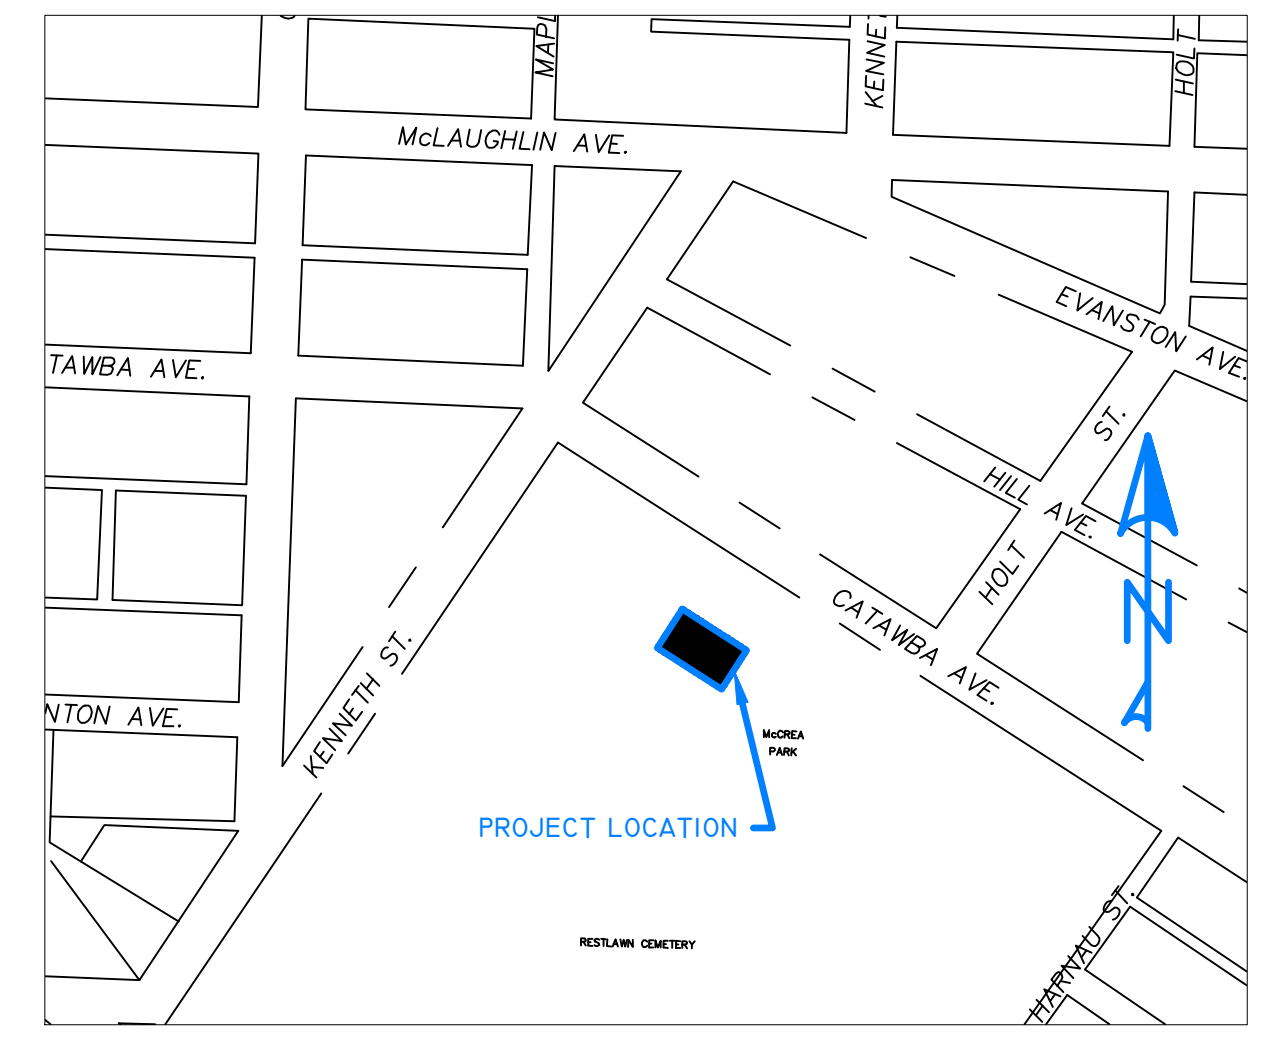 MAPL
KENNET
HOLT
McLAUGHLIN AVE.
EVANSTON AVE.
TAWBA AVE.
ST.
HILL AVE.
HOLT
N
CATAWBA AVE.
KENNETH ST.
NTON AVE.
McCREA
PARK
PROJECT LOCATION
HARNAU ST.
RESTLAWN CEMETERY